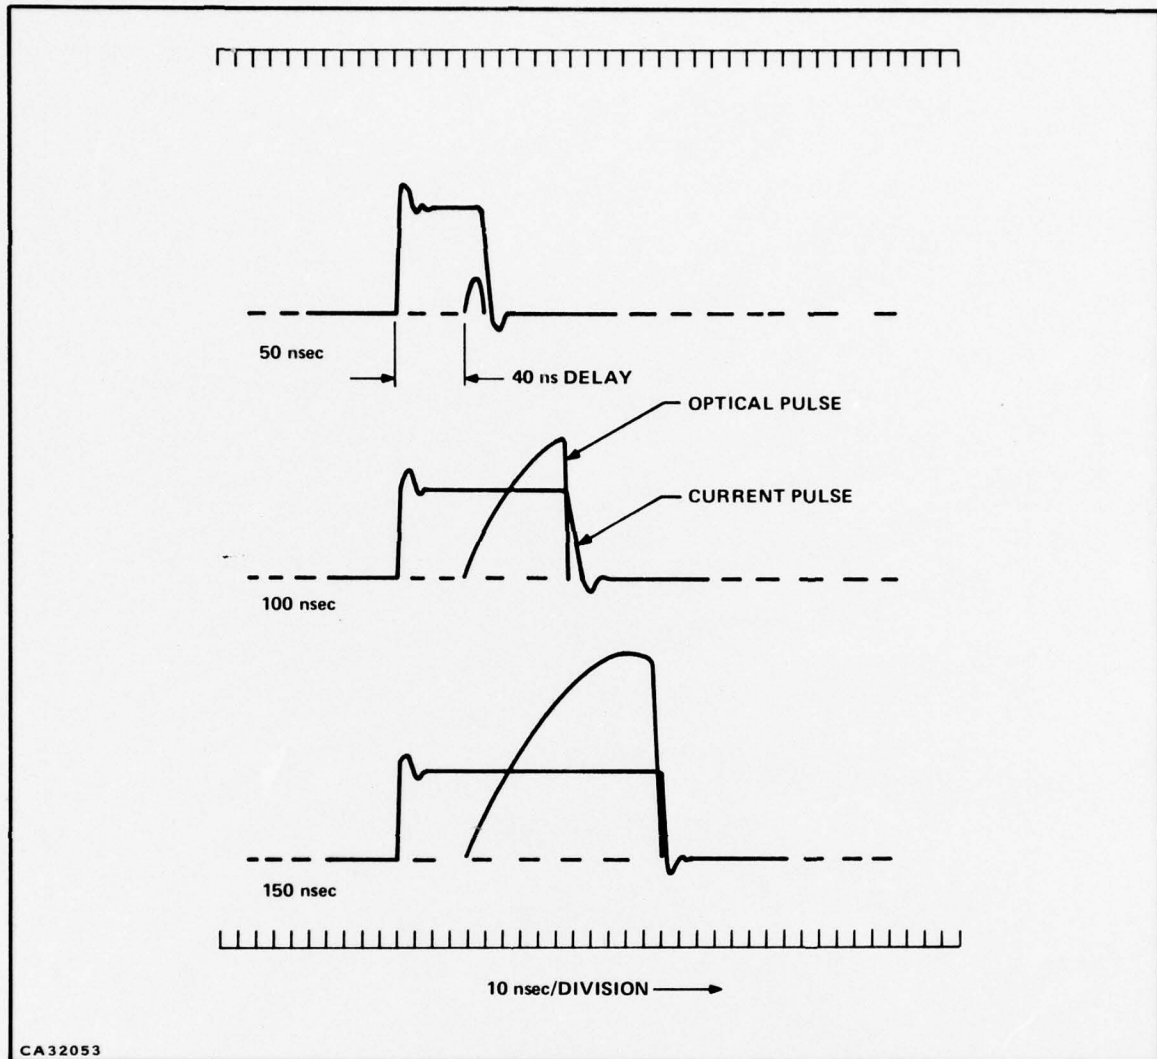 50 nsec
40 ns DELAY
OPTICAL PULSE
CURRENT PULSE
100 nsec
150 nsec
10 nsec/DIVISION
CA32053